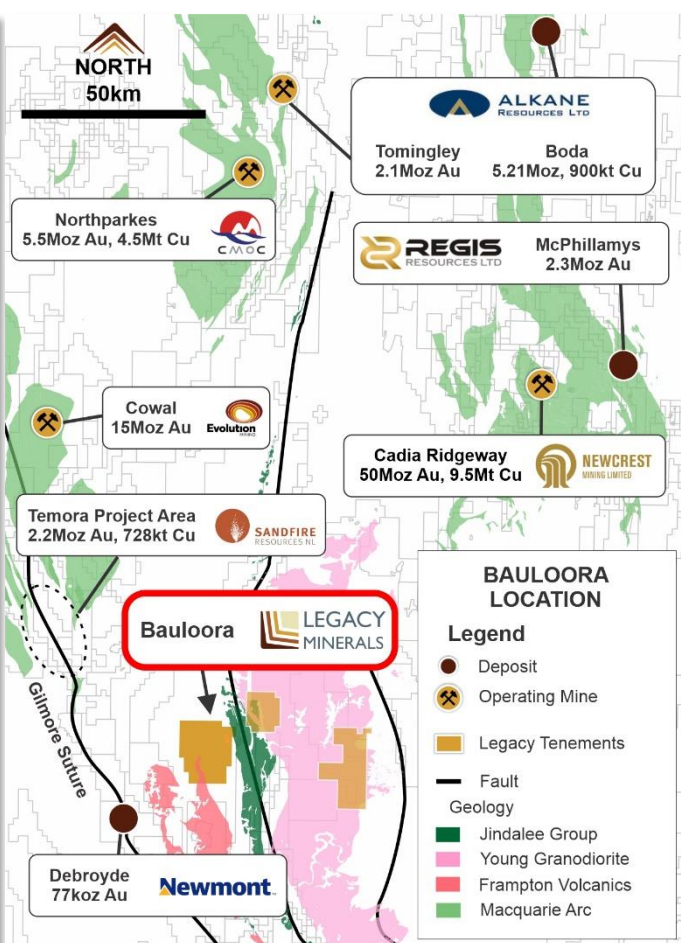 NORTH
50km
ALKANE
RESOURCES LTD
Tomingley
2.1Moz Au
Boda
5.21Moz, 900kt Cu
Northparkes
5.5Moz Au, 4.5Mt Cu
CMOC
REGIS
RESOURCES LTD
McPhillamys
2.3Moz Au
Cowal
15Moz Au
Evolution
MINING
Cadia Ridgeway
50Moz Au, 9.5Mt Cu
NEWCREST
MINING LIMITED
Temora Project Area
2.2Moz Au, 728kt Cu
SANDFIRE
RESOURCES NL
Bauloora
LEGACY
MINERALS
Gilmore Suture
Debroyde
77koz Au
Newmont
BAULOORA
LOCATION
Legend
Deposit
Operating Mine
Legacy Tenements
Fault
Geology
Jindalee Group
Young Granodiorite
Frampton Volcanics
Macquarie Arc